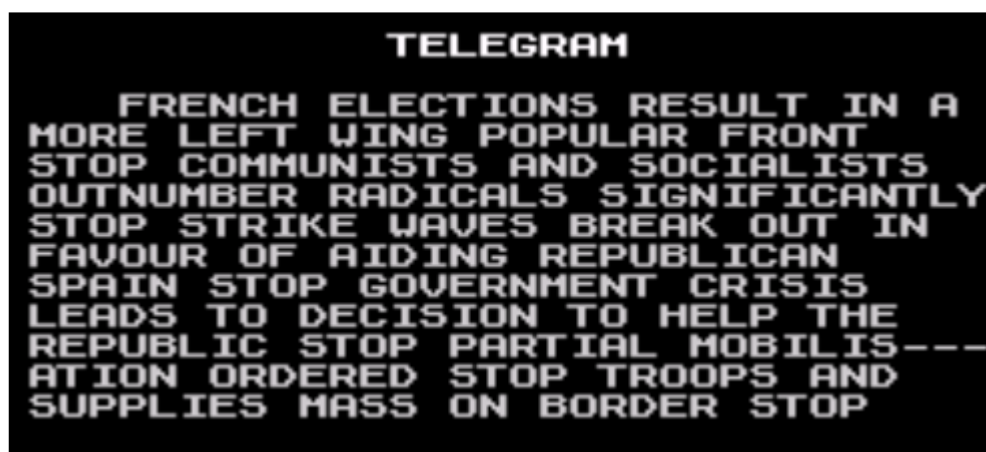 TELEGRAM
FRENCH ELECTIONS RESULT IN A
MORE LEFT WING POPULAR FRONT
STOP COMMUNISTS AND SOCIALISTS
OUTNUMBER RADICALS SIGNIFICANTLY
STOP STRIKE WAVES BREAK OUT IN
FAVOUR OF AIDING REPUBLICAN
SPAIN STOP GOVERNMENT CRISIS
LEADS TO DECISION TO HELP THE
REPUBLIC STOP PARTIAL MOBILIS---
ATION ORDERED STOP TROOPS AND
SUPPLIES MASS ON BORDER STOP